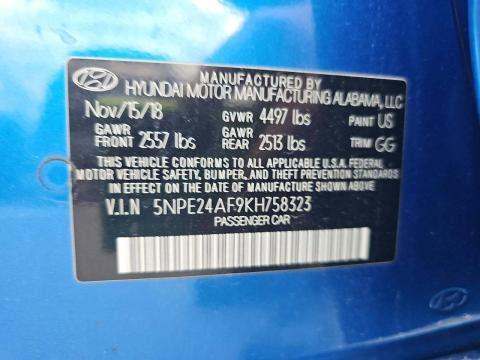 MANUFACTURED BY
HYUNDAI MOTOR MANUFACTURING ALABAMA, LLC
Nov/15/18 GVWR 4497 lbs PAINT US
GAWR FRONT 2557 lbs GAWR REAR 2513 lbs TRIM GG
THIS VEHICLE CONFORMS TO ALL APPLICABLE U.S.A. FEDERAL
MOTOR VEHICLE SAFETY, BUMPER, AND THEFT PREVENTION
STANDARDS IN EFFECT ON THE DATE OF MANUFACTURE SHOWN ABOVE.
V.I.N 5NPE24AF9KH758323
PASSENGER CAR